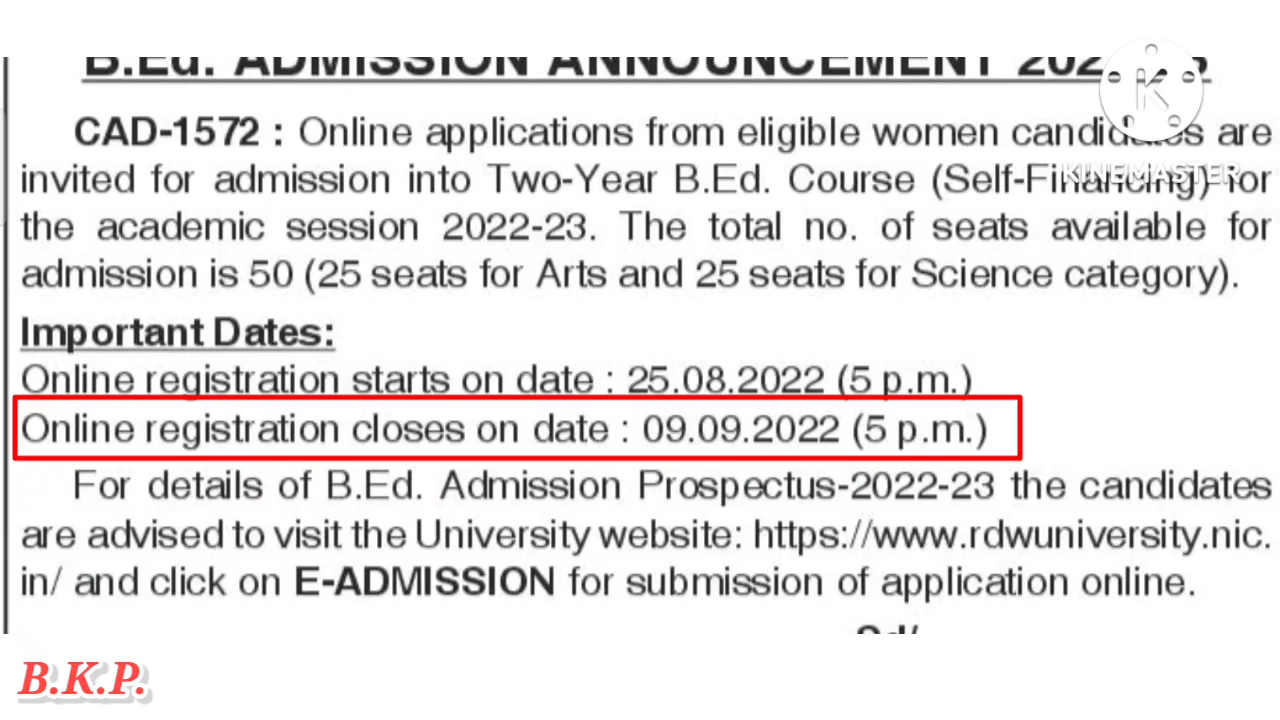 B.Ed. ADMISSION ANNOUNCEMENT
CAD-1572 : Online applications from eligible women candidates are
invited for admission into Two-Year B.Ed. Course (Self-Financing) for
the academic session 2022-23. The total no. of seats available for
admission is 50 (25 seats for Arts and 25 seats for Science category).
KINEMASTER
Important Dates:
Online registration starts on date : 25.08.2022 (5 p.m.)
Online registration closes on date : 09.09.2022 (5 p.m.)
For details of B.Ed. Admission Prospectus-2022-23 the candidates
are advised to visit the University website: https://www.rdwuniversity.nic.
in/ and click on E-ADMISSION for submission of application online.
B.K.P.